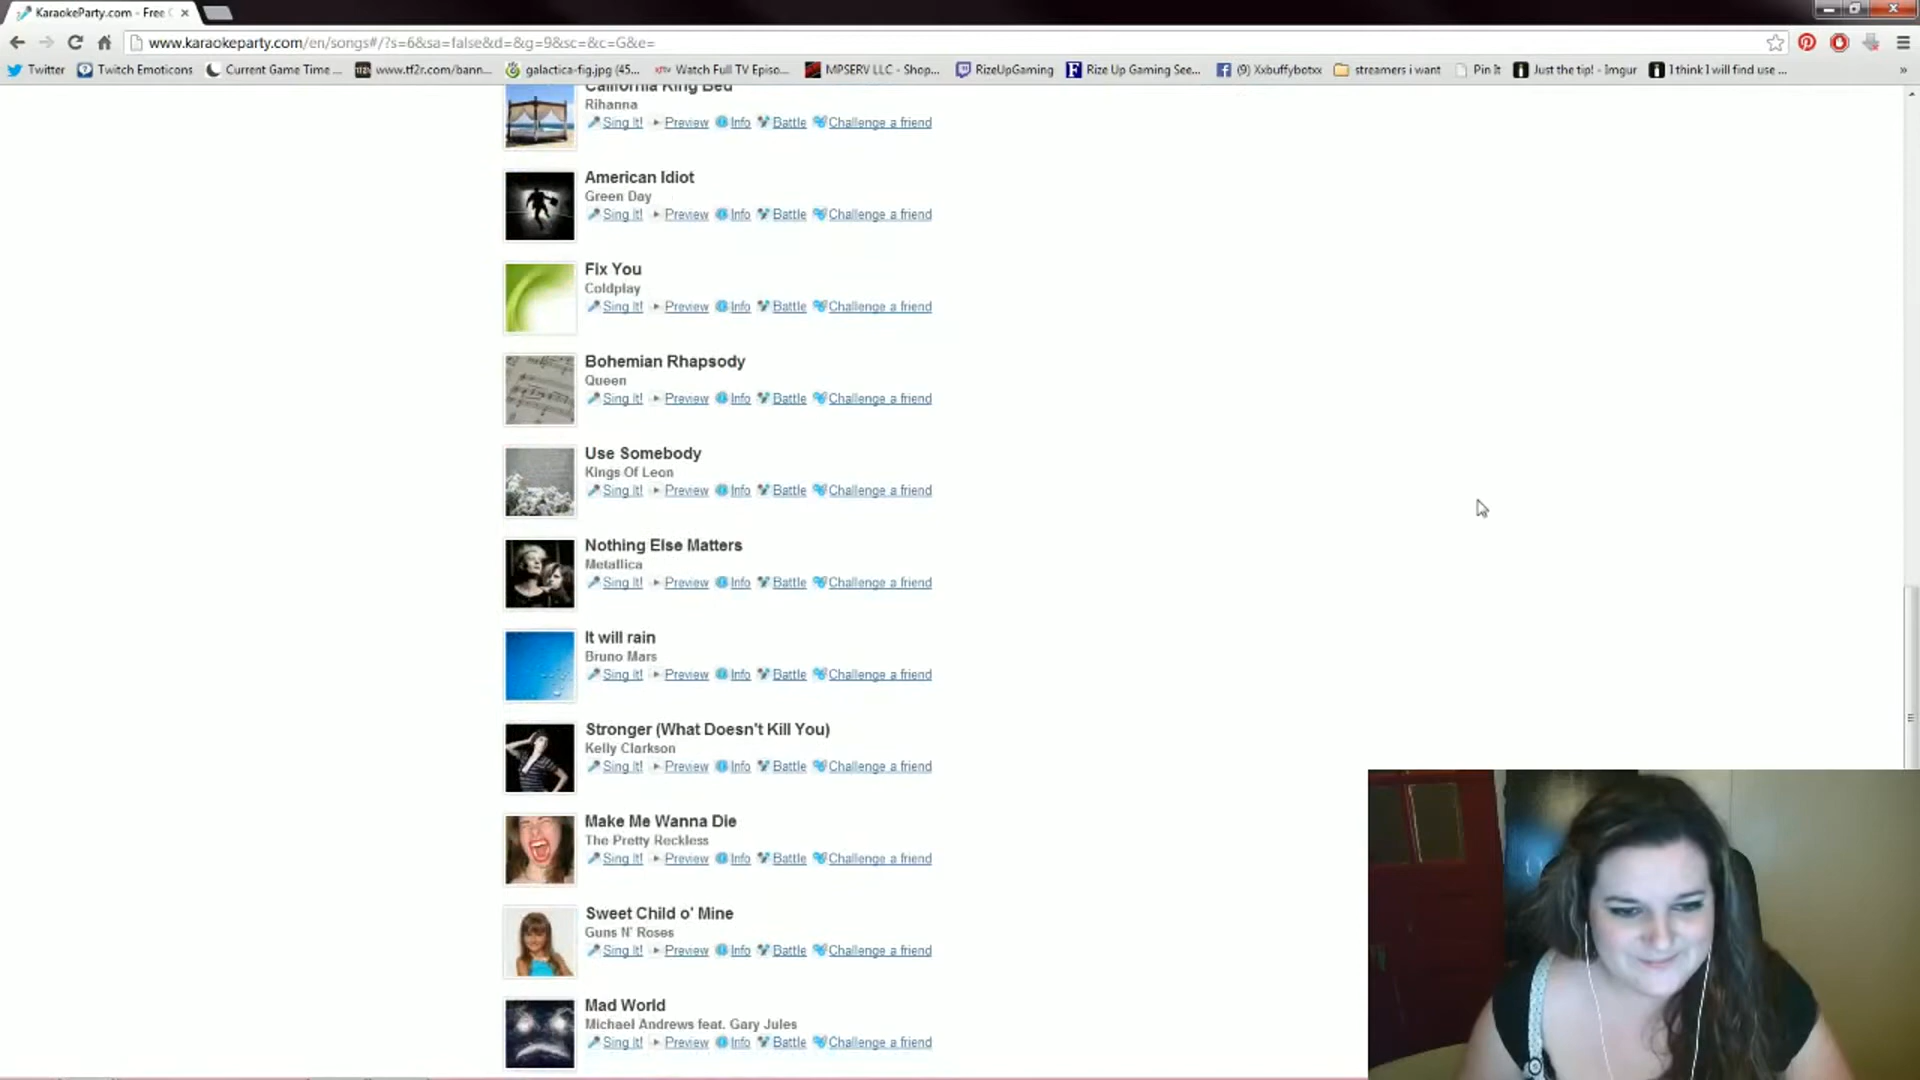 KaraokeParty.com - Free
www.karaokeparty.com/en/songs#/?s=6&sa=false&d=&g=9&sc=&c=G&e=
Twitter Twitch Emoticons Current Game Time ... www.tf2r.com/bann... galactica-fig.jpg (45... Watch Full TV Episo... MPSERV LLC - Shop... RizeUpGaming Rize Up Gaming See... (9) Xxbuffybotxx streamers i want Pin It Just the tip! - Imgur I think I will find use ... »
California King Bed
Rihanna
Sing It! Preview Info Battle Challenge a friend
American Idiot
Green Day
Sing It! Preview Info Battle Challenge a friend
Fix You
Coldplay
Sing It! Preview Info Battle Challenge a friend
Bohemian Rhapsody
Queen
Sing It! Preview Info Battle Challenge a friend
Use Somebody
Kings Of Leon
Sing It! Preview Info Battle Challenge a friend
Nothing Else Matters
Metallica
Sing It! Preview Info Battle Challenge a friend
It will rain
Bruno Mars
Sing It! Preview Info Battle Challenge a friend
Stronger (What Doesn't Kill You)
Kelly Clarkson
Sing It! Preview Info Battle Challenge a friend
Make Me Wanna Die
The Pretty Reckless
Sing It! Preview Info Battle Challenge a friend
Sweet Child o' Mine
Guns N' Roses
Sing It! Preview Info Battle Challenge a friend
Mad World
Michael Andrews feat. Gary Jules
Sing It! Preview Info Battle Challenge a friend